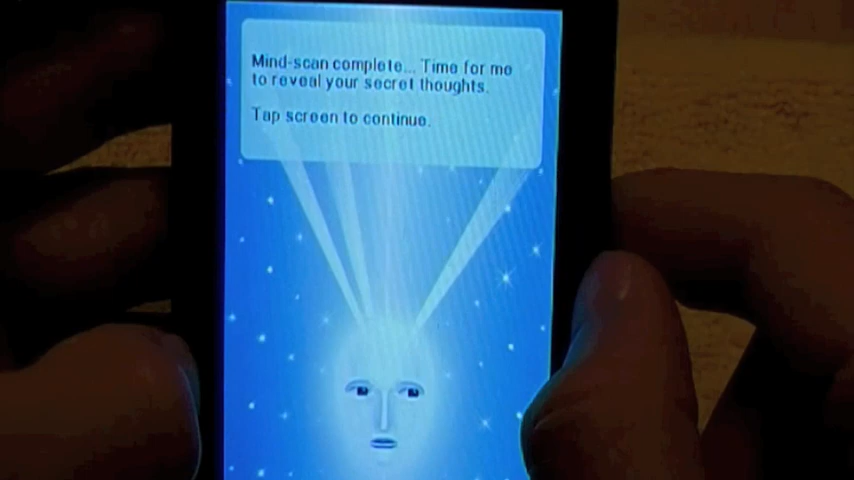 Mind-scan complete... Time for me
to reveal your secret thoughts.
Tap screen to continue.